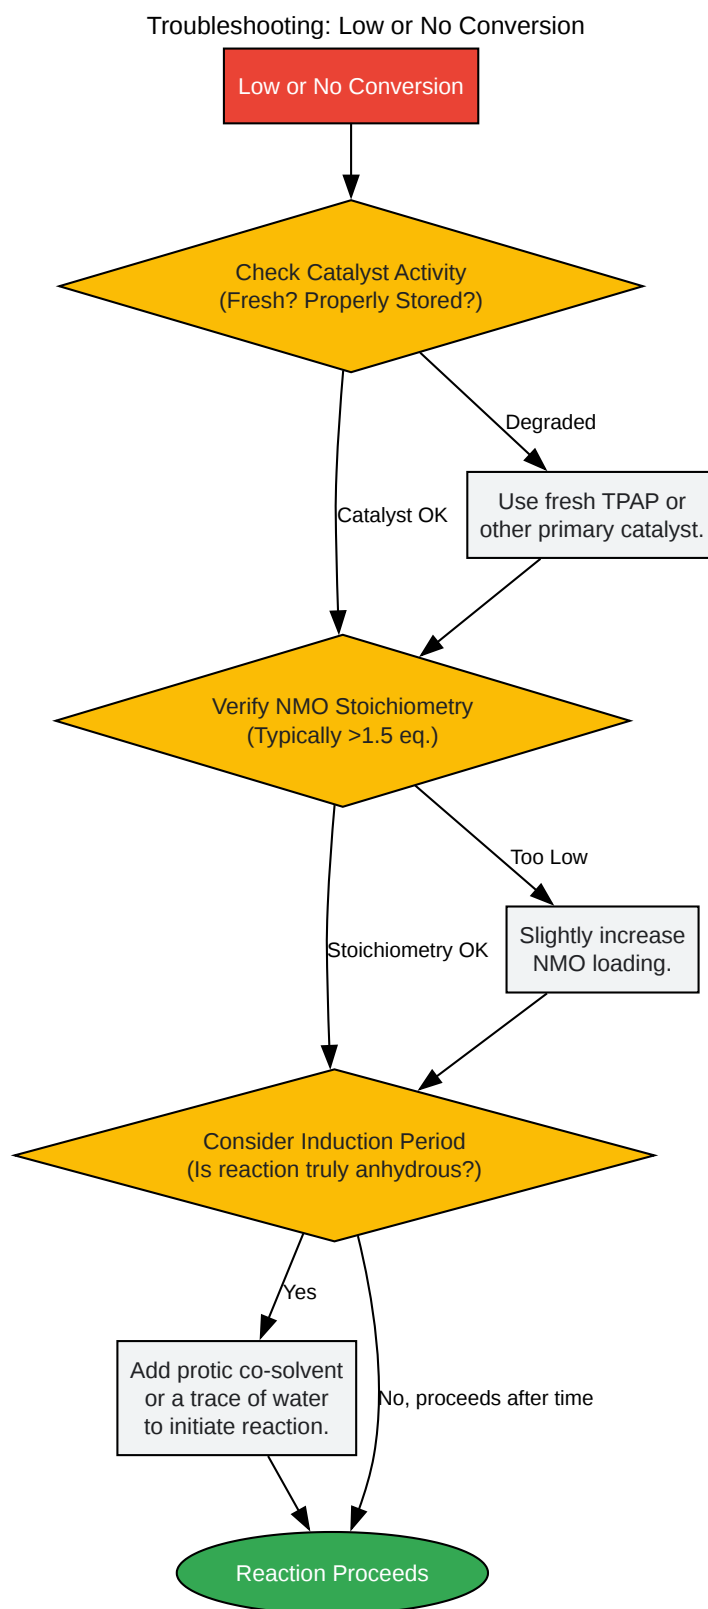 Troubleshooting: Low or No Conversion
Low or No Conversion
Check Catalyst Activity
(Fresh? Properly Stored?)
Degraded
Use fresh TPAP or
other primary catalyst.
Catalyst OK
Verify NMO Stoichiometry
(Typically >1.5 eq.)
Too Low
Slightly increase
NMO loading.
Stoichiometry OK
Consider Induction Period
(Is reaction truly anhydrous?)
Yes
Add protic co-solvent
or a trace of water
to initiate reaction.
No, proceeds after time
Reaction Proceeds